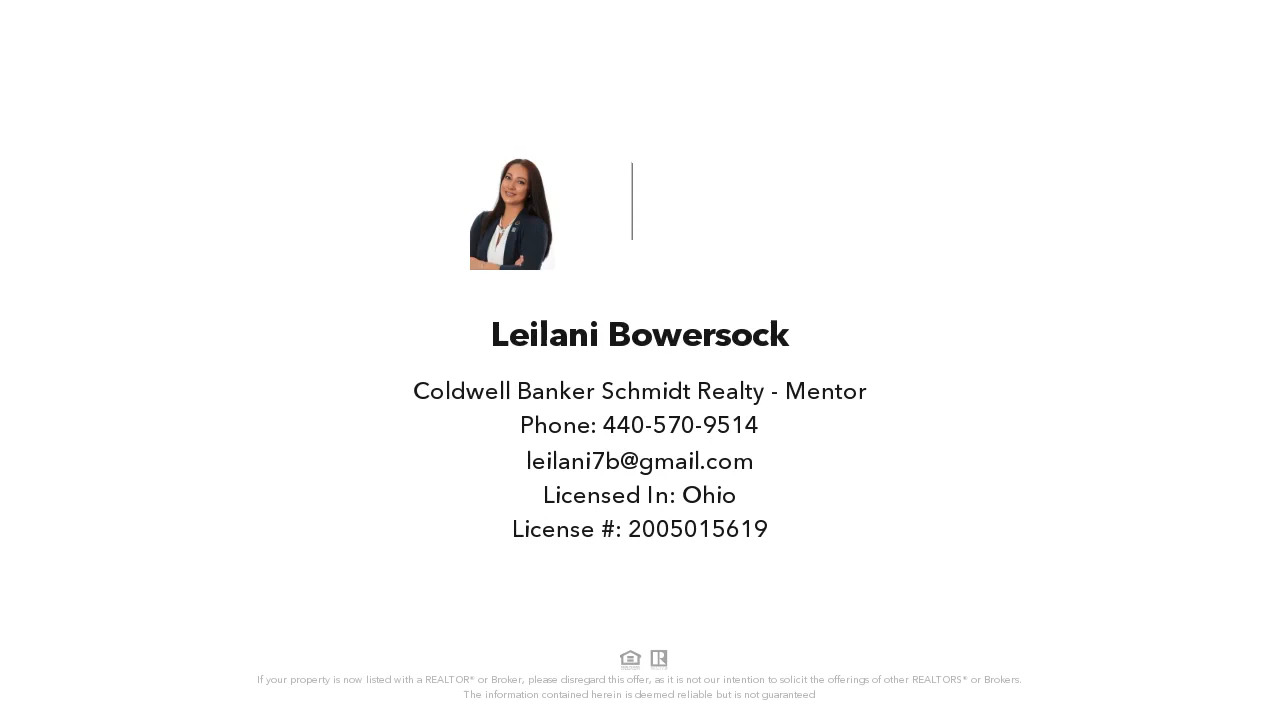 Leilani Bowersock
Coldwell Banker Schmidt Realty - Mentor
Phone: 440-570-9514
leilani7b@gmail.com
Licensed In: Ohio
License #: 2005015619
If your property is now listed with a REALTOR® or Broker, please disregard this offer, as it is not our intention to solicit the offerings of other REALTORS® or Brokers.
The information contained herein is deemed reliable but is not guaranteed